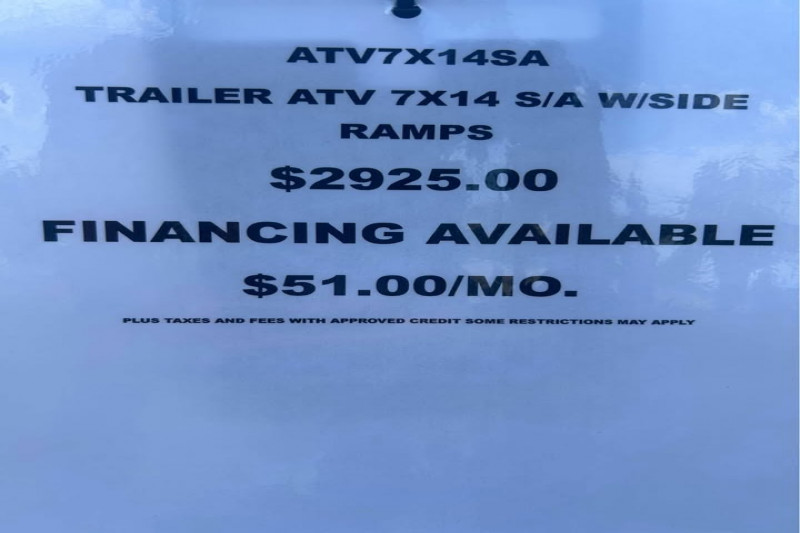 ATV7X14SA
TRAILER ATV 7X14 S/A W/SIDE
RAMPS
$2925.00
FINANCING AVAILABLE
$51.00/MO.
PLUS TAXES AND FEES WITH APPROVED CREDIT SOME RESTRICTIONS MAY APPLY